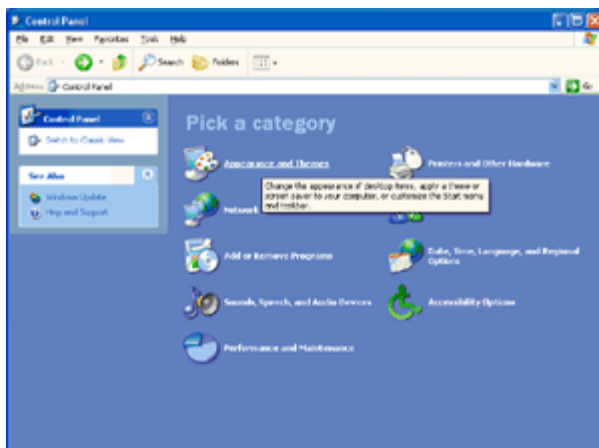 Control Panel
File Edit View Favorites Tools Help
Back Search Folders
Address Control Panel Go
Control Panel
Switch to Classic View
See Also
Windows Update
Help and Support
Pick a category
Appearance and Themes
Printers and Other Hardware
Change the appearance of desktop items, apply a theme or
screen saver to your computer, or customize the Start menu
and taskbar.
Network
Add or Remove Programs
Date, Time, Language, and Regional
Options
Sounds, Speech, and Audio Devices
Accessibility Options
Performance and Maintenance